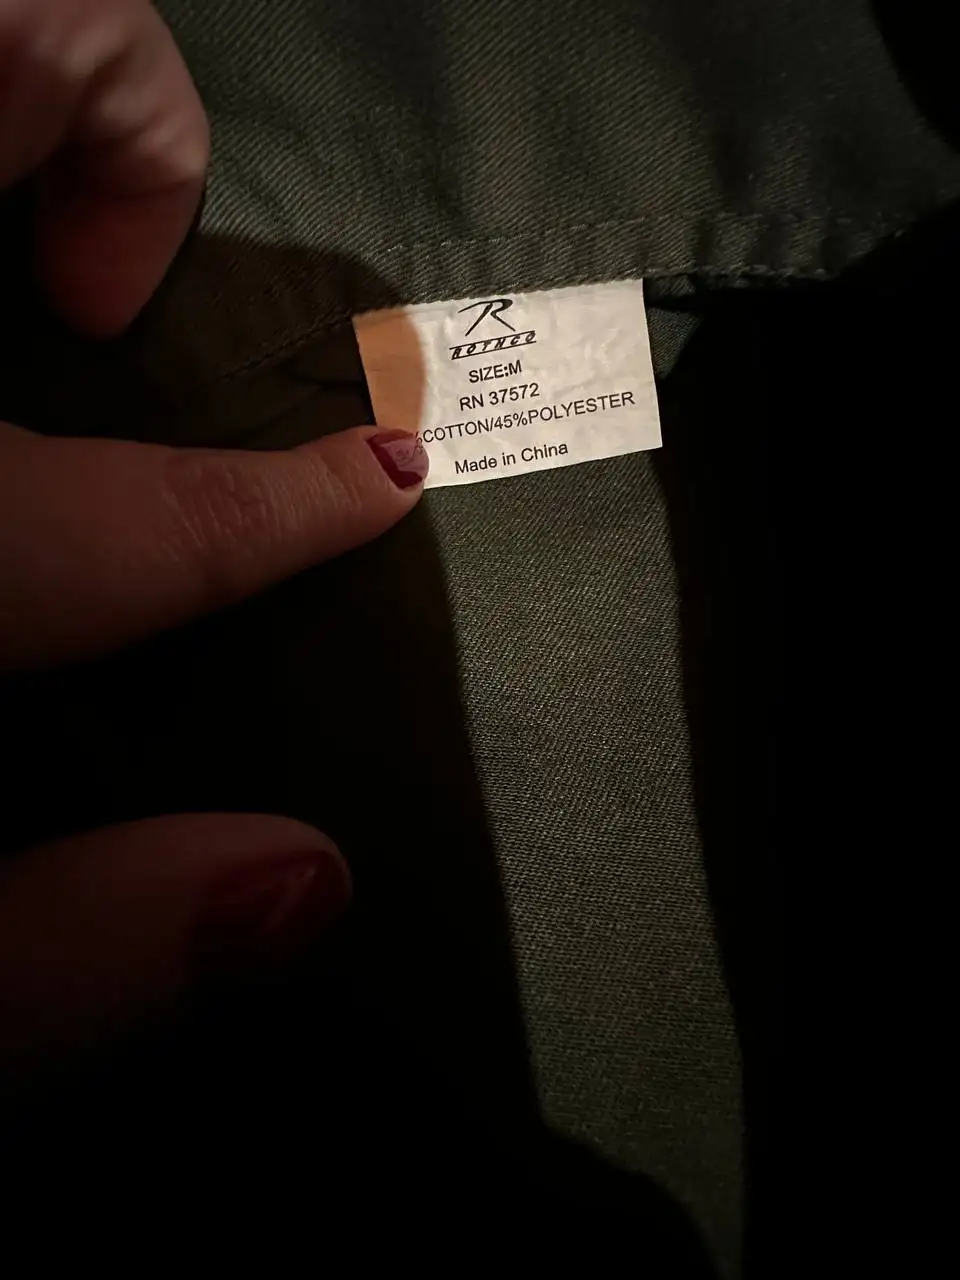 R
ROTHCO
SIZE:M
RN 37572
%COTTON/45%POLYESTER
Made in China